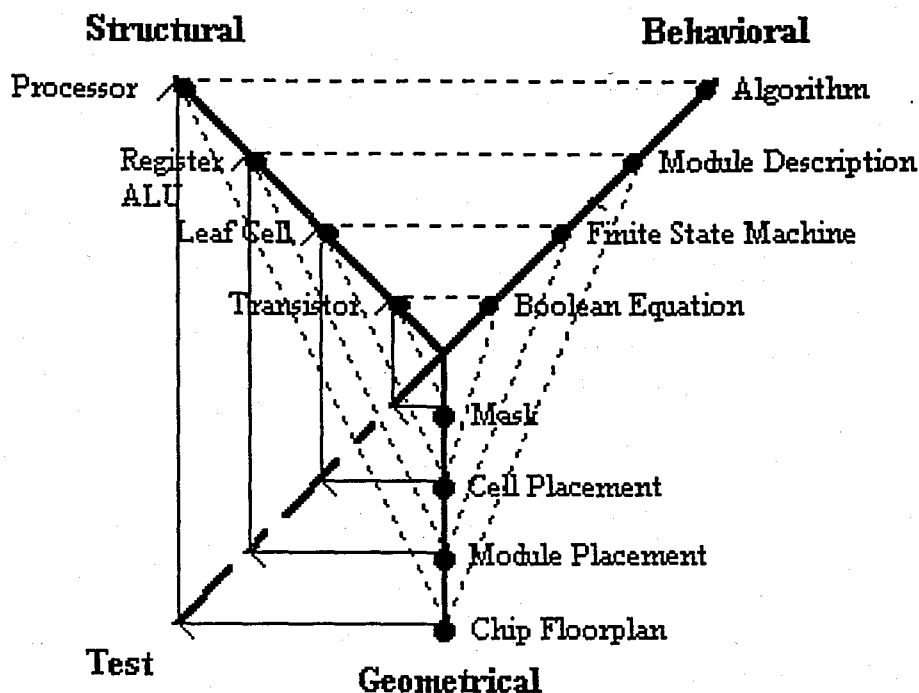 Structural
Behavioral
Processor
Algorithm
Register
ALU
Module Description
Leaf Cell
Finite State Machine
Transistor
Boolean Equation
Mask
Cell Placement
Module Placement
Chip Floorplan
Test
Geometrical